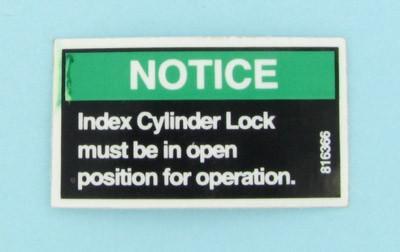 NOTICE
Index Cylinder Lock
must be in open
position for operation.
816366